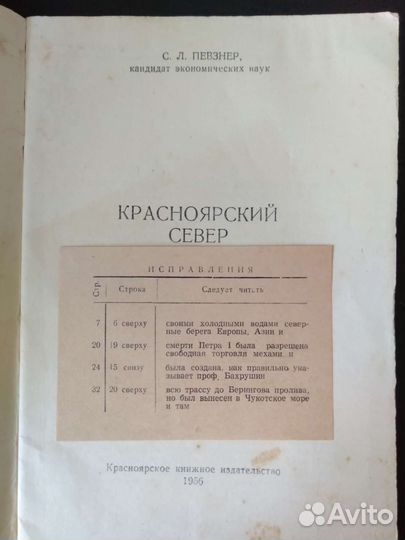 С. Л. ПЕВЗНЕР,
кандидат экономических наук
КРАСНОЯРСКИЙ
СЕВЕР
ИСПРАВЛЕНИЯ
Стр. Строка Следует читать
7 6 сверху своими холодными водами север-
ные берега Европы, Азии и
20 19 сверху смерти Петра I была разрешена
свободная торговля мехами и
24 15 снизу была создана, как правильно ука-
зывает проф. Бахрушин
32 20 сверху всю трассу до Берингова пролива,
но был вынесен в Чукотское море
и там
Красноярское книжное издательство
1956
Avito